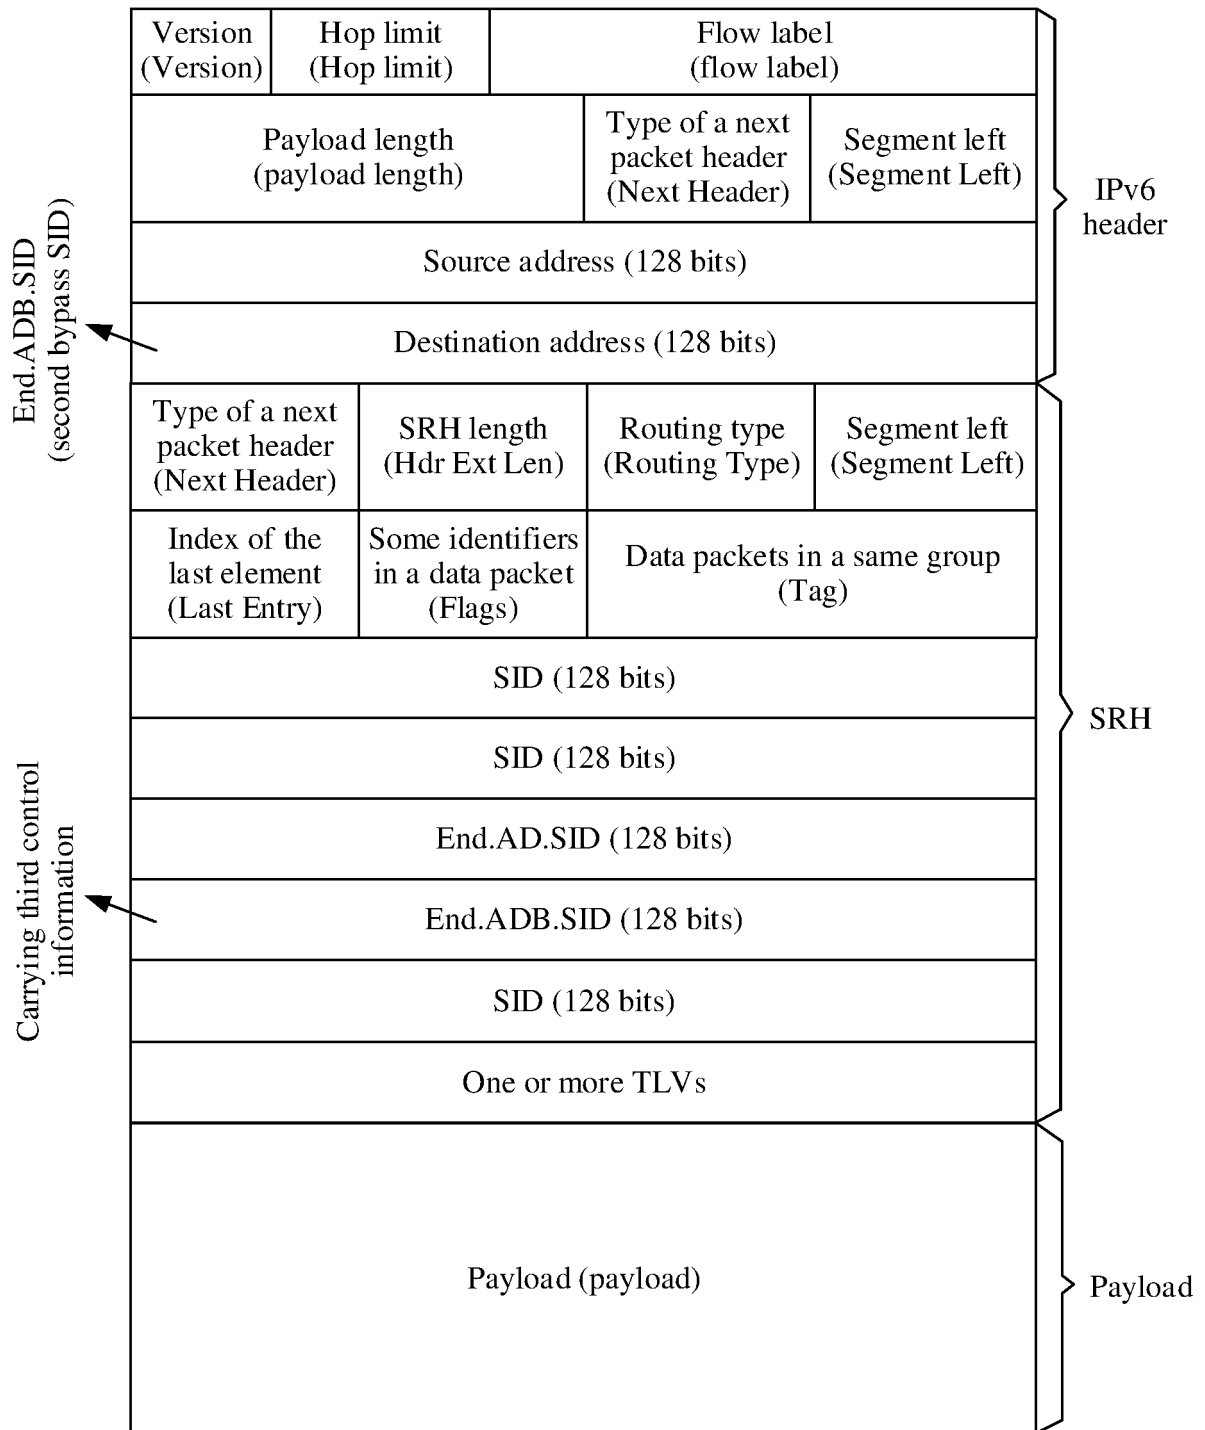 Version
(Version)
Hop limit
(Hop limit)
Flow label
(flow label)
Payload length
(payload length)
Type of a next
packet header
(Next Header)
Segment left
(Segment Left)
IPv6
header
Source address (128 bits)
End.ADB.SID
(second bypass SID)
Destination address (128 bits)
Type of a next
packet header
(Next Header)
SRH length
(Hdr Ext Len)
Routing type
(Routing Type)
Segment left
(Segment Left)
Index of the
last element
(Last Entry)
Some identifiers
in a data packet
(Flags)
Data packets in a same group
(Tag)
SID (128 bits)
SRH
SID (128 bits)
End.AD.SID (128 bits)
Carrying third control
information
End.ADB.SID (128 bits)
SID (128 bits)
One or more TLVs
Payload (payload)
Payload